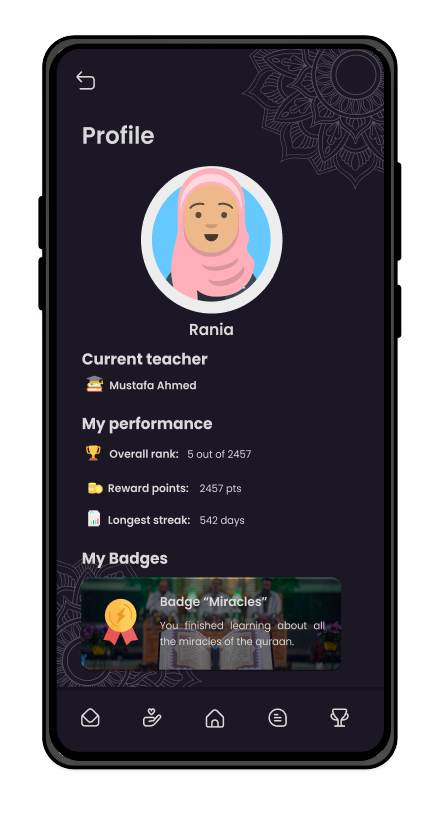 Profile
Rania
Current teacher
Mustafa Ahmed
My performance
Overall rank: 5 out of 2457
Reward points: 2457 pts
Longest streak: 542 days
My Badges
Badge “Miracles”
You finished learning about all
the miracles of the quraan.